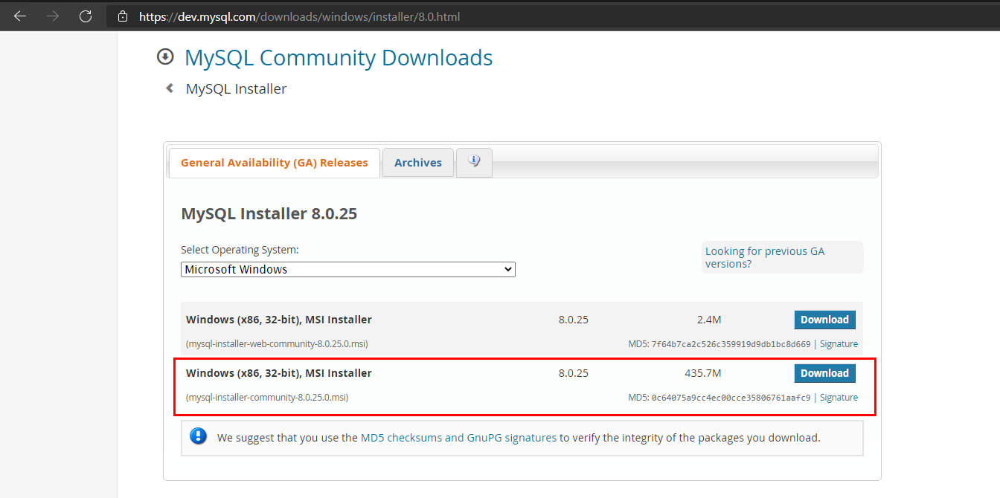 https://dev.mysql.com/downloads/windows/installer/8.0.html
MySQL Community Downloads
MySQL Installer
General Availability (GA) Releases Archives
MySQL Installer 8.0.25
Select Operating System:
Microsoft Windows
Looking for previous GA
versions?
Windows (x86, 32-bit), MSI Installer 8.0.25 2.4M Download
(mysql-installer-web-community-8.0.25.0.msi) MD5: 7f64b7ca2c526c359919d9db1bc8d669 | Signature
Windows (x86, 32-bit), MSI Installer 8.0.25 435.7M Download
(mysql-installer-community-8.0.25.0.msi) MD5: 0c64075a9cc4ec00cce35806761aafc9 | Signature
We suggest that you use the MD5 checksums and GnuPG signatures to verify the integrity of the packages you download.